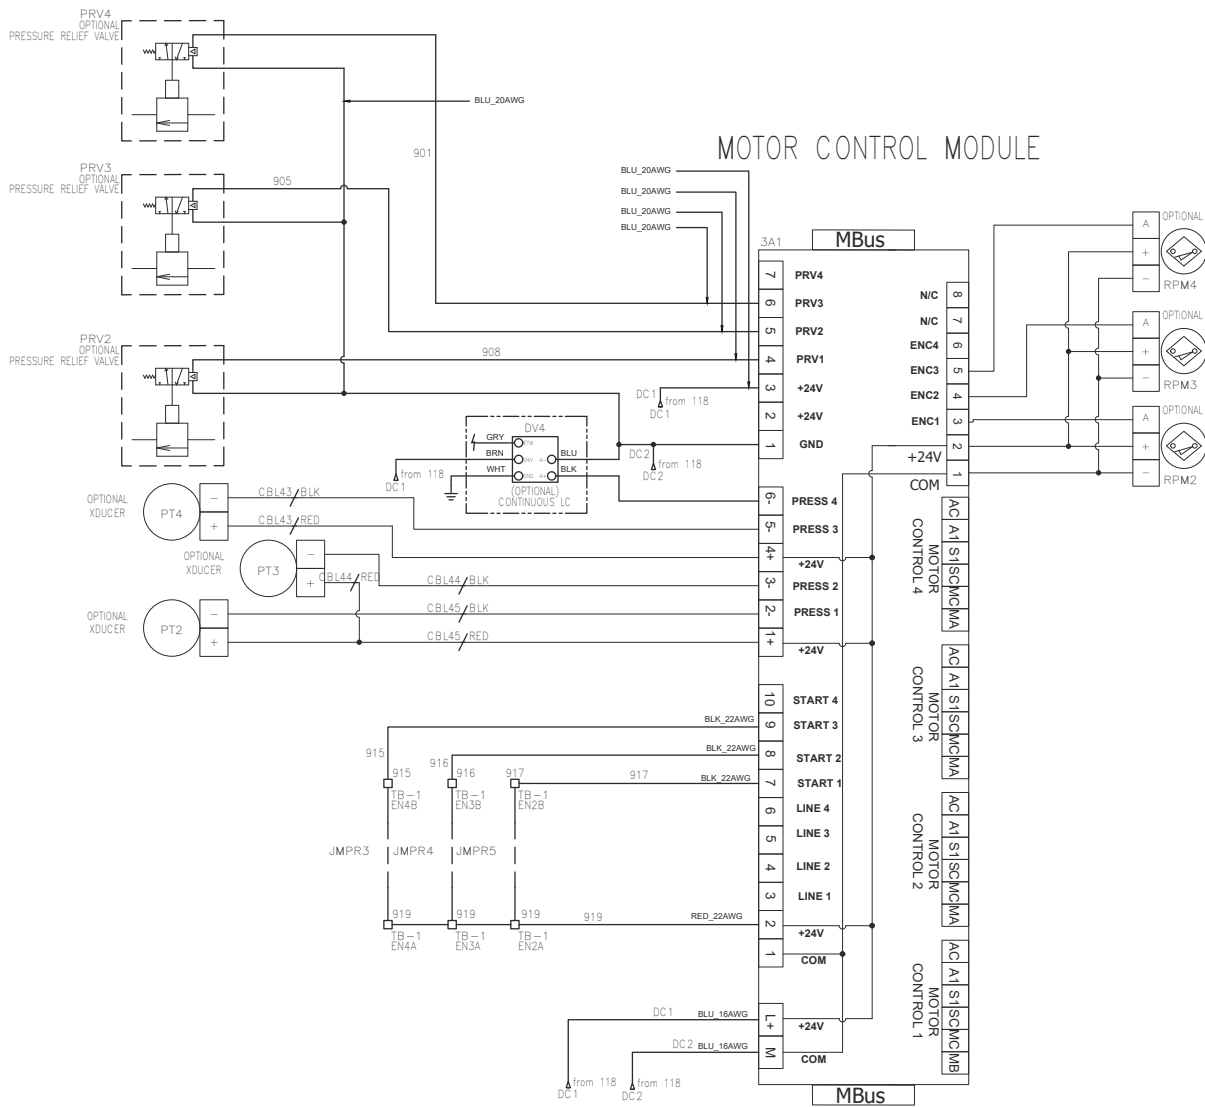 PRV4
OPTIONAL
PRESSURE RELIEF VALVE
BLU_20AWG
901
MOTOR CONTROL MODULE
PRV3
OPTIONAL
PRESSURE RELIEF VALVE
905
BLU_20AWG
BLU_20AWG
BLU_20AWG
BLU_20AWG
PRV2
OPTIONAL
PRESSURE RELIEF VALVE
908
3A1
MBus
7 PRV4
6 PRV3
5 PRV2
4 PRV1
3 +24V
2 +24V
1 GND
DC1 from 118
DC1
DV4
GRY
BRN
WHT
ETM
24V
GND
A-
A+
BLU
BLK
(OPTIONAL)
CONTINUOUS LC
from 118
DC1
DC2 from 118
DC2
N/C 8
N/C 7
ENC4 6
ENC3 5
ENC2 4
ENC1 3
+24V 2
COM 1
OPTIONAL
A
+
-
RPM4
OPTIONAL
A
+
-
RPM3
OPTIONAL
A
+
-
RPM2
OPTIONAL
XDUCER
PT4
-
+
CBL43 BLK
CBL43 RED
OPTIONAL
XDUCER
PT3
-
+
CBL44 RED
CBL44 BLK
OPTIONAL
XDUCER
PT2
-
+
CBL45 BLK
CBL45 RED
6- PRESS 4
5- PRESS 3
4+ +24V
3- PRESS 2
2- PRESS 1
1+ +24V
10 START 4
9 START 3
8 START 2
7 START 1
6 LINE 4
5 LINE 3
4 LINE 2
3 LINE 1
2 +24V
1 COM
L+ +24V
M COM
BLK_22AWG
BLK_22AWG
BLK_22AWG
915
916
917
915
TB-1
EN4B
916
TB-1
EN3B
917
TB-1
EN2B
JMPR3
JMPR4
JMPR5
919
TB-1
EN4A
919
TB-1
EN3A
919
TB-1
EN2A
919
RED_22AWG
DC1 BLU_16AWG
DC2 BLU_16AWG
from 118
DC1
from 118
DC2
MOTOR
CONTROL 4
AC
A1
S1
SC
MC
MA
MOTOR
CONTROL 3
AC
A1
S1
SC
MC
MA
MOTOR
CONTROL 2
AC
A1
S1
SC
MC
MA
MOTOR
CONTROL 1
AC
A1
S1
SC
MC
MB
MBus